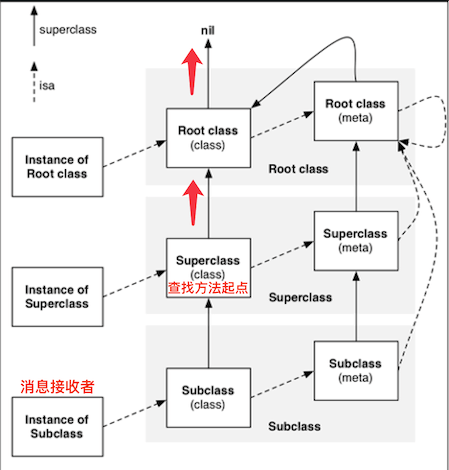 superclass
isa
nil
Root class
(class)
Root class
(meta)
Instance of
Root class
Root class
Superclass
(class)
查找方法起点
Superclass
(meta)
Instance of
Superclass
Superclass
消息接收者
Instance of
Subclass
Subclass
(class)
Subclass
(meta)
Subclass